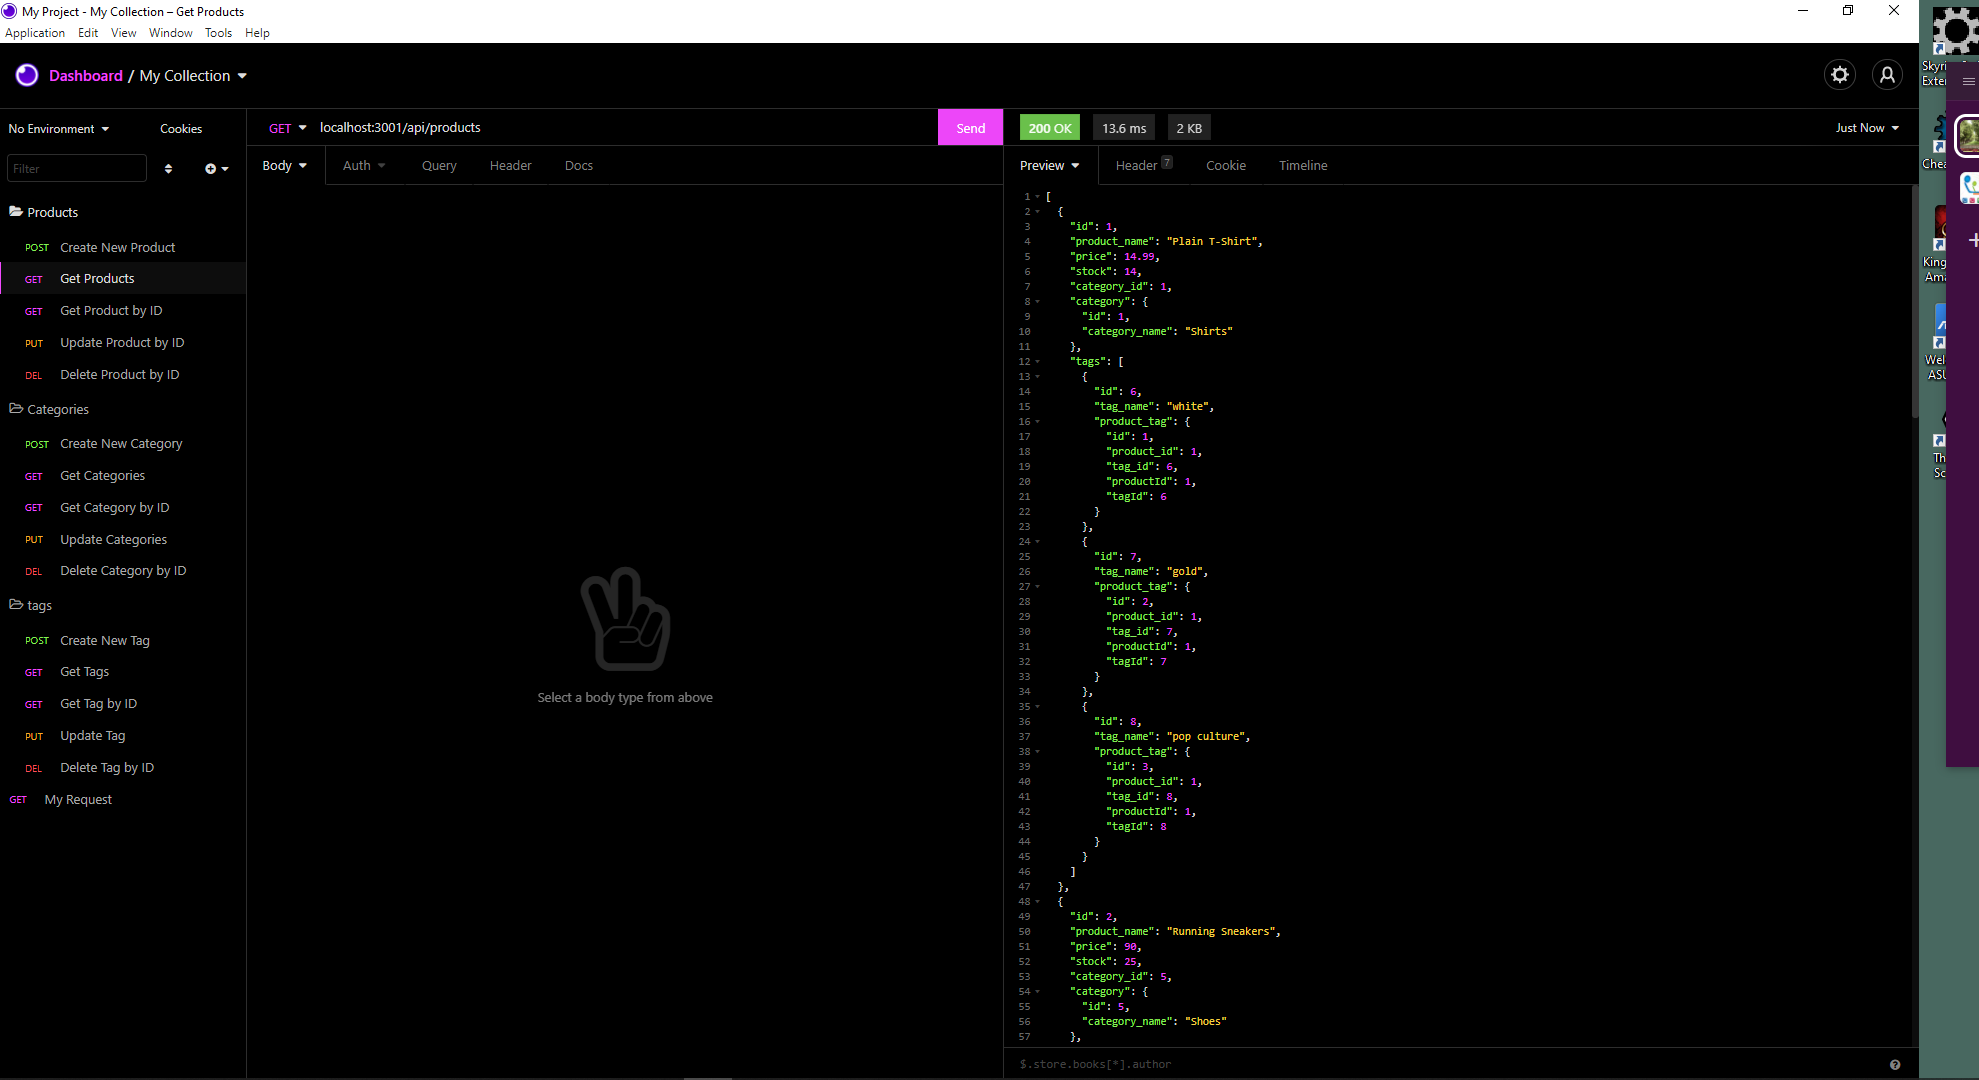 My Project - My Collection – Get Products
Application Edit View Window Tools Help
Dashboard / My Collection
No Environment Cookies
Filter
Products
POST Create New Product
GET Get Products
GET Get Product by ID
PUT Update Product by ID
DEL Delete Product by ID
Categories
POST Create New Category
GET Get Categories
GET Get Category by ID
PUT Update Categories
DEL Delete Category by ID
tags
POST Create New Tag
GET Get Tags
GET Get Tag by ID
PUT Update Tag
DEL Delete Tag by ID
GET My Request
GET localhost:3001/api/products Send
Body Auth Query Header Docs
Select a body type from above
200 OK 13.6 ms 2 KB Just Now
Preview Header 7 Cookie Timeline
1 [
2 {
3 "id": 1,
4 "product_name": "Plain T-Shirt",
5 "price": 14.99,
6 "stock": 14,
7 "category_id": 1,
8 "category": {
9 "id": 1,
10 "category_name": "Shirts"
11 },
12 "tags": [
13 {
14 "id": 6,
15 "tag_name": "white",
16 "product_tag": {
17 "id": 1,
18 "product_id": 1,
19 "tag_id": 6,
20 "productId": 1,
21 "tagId": 6
22 }
23 },
24 {
25 "id": 7,
26 "tag_name": "gold",
27 "product_tag": {
28 "id": 2,
29 "product_id": 1,
30 "tag_id": 7,
31 "productId": 1,
32 "tagId": 7
33 }
34 },
35 {
36 "id": 8,
37 "tag_name": "pop culture",
38 "product_tag": {
39 "id": 3,
40 "product_id": 1,
41 "tag_id": 8,
42 "productId": 1,
43 "tagId": 8
44 }
45 }
46 ]
47 },
48 {
49 "id": 2,
50 "product_name": "Running Sneakers",
51 "price": 90,
52 "stock": 25,
53 "category_id": 5,
54 "category": {
55 "id": 5,
56 "category_name": "Shoes"
57 },
$.store.books[*].author